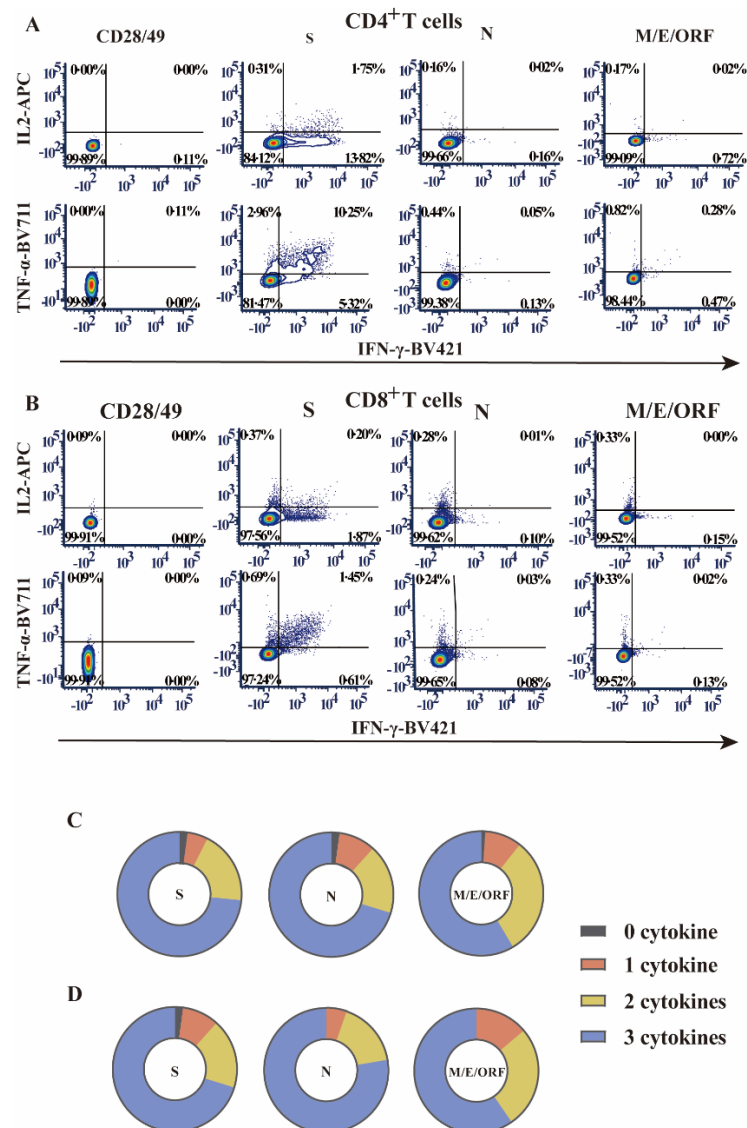 A CD4+ T cells
CD28/49 S N M/E/ORF
IL2-APC
0·00% 0·00% 0·31% 1·75% 0·16% 0·02% 0·17% 0·02%
99·89% 0·11% 84·12% 13·82% 99·66% 0·16% 99·09% 0·72%
TNF-α-BV711
0·00% 0·11% 2·96% 10·25% 0·44% 0·05% 0·82% 0·28%
99·89% 0·00% 81·47% 5·32% 99·38% 0·13% 98·44% 0·47%
IFN-γ-BV421
B CD8+ T cells
CD28/49 S N M/E/ORF
IL2-APC
0·09% 0·00% 0·37% 0·20% 0·28% 0·01% 0·33% 0·00%
99·91% 0·00% 97·56% 1·87% 99·62% 0·10% 99·52% 0·15%
TNF-α-BV711
0·09% 0·00% 0·69% 1·45% 0·24% 0·03% 0·33% 0·02%
99·91% 0·00% 97·24% 0·61% 99·65% 0·08% 99·52% 0·13%
IFN-γ-BV421
C
S N M/E/ORF
0 cytokine
1 cytokine
2 cytokines
3 cytokines
D
S N M/E/ORF